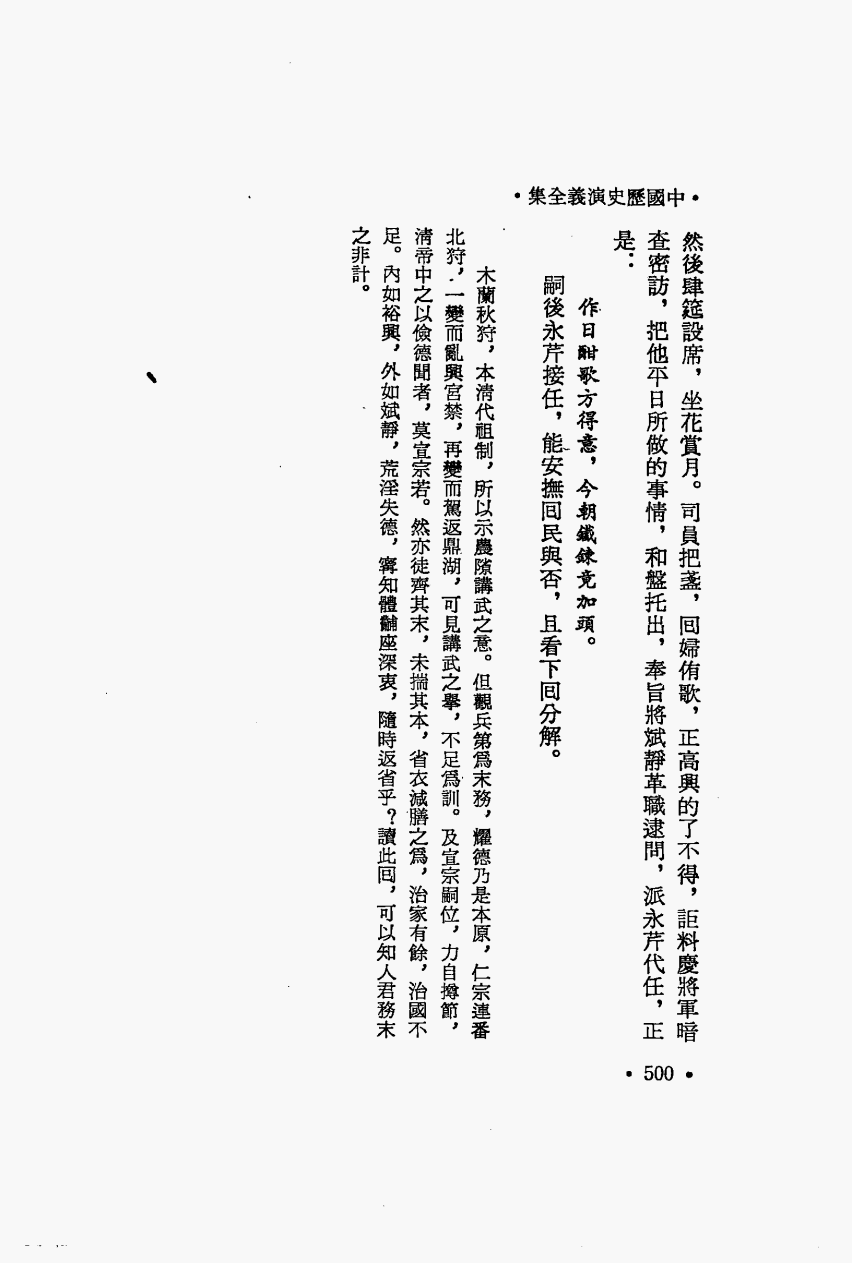 •中國歷史演義全集•
然後肆筵設席，坐花賞月。司員把盞，回婦侑歌，正高興的了不得，詎料慶將軍暗
查密訪，把他平日所做的事情，和盤托出，奉旨將斌靜革職逮問，派永芹代任，正
是：
作日酣歌方得意，今朝鐵鍊竟加頭。
嗣後永芹接任，能安撫回民與否，且看下回分解。
木蘭秋狩，本清代祖制，所以示農隙講武之意。但觀兵第爲末務，耀德乃是本原，仁宗連番
北狩，一變而亂興宮禁，再變而駕返鼎湖，可見講武之舉，不足爲訓。及宣宗嗣位，力自撙節，
清帝中之以儉德聞者，莫宣宗若。然亦徒齊其末，未揣其本，省衣減膳之爲，治家有餘，治國不
足。內如裕興，外如斌靜，荒淫失德，寧知體黼座深衷，隨時返省乎？讀此回，可以知人君務末
之非計。
•500•